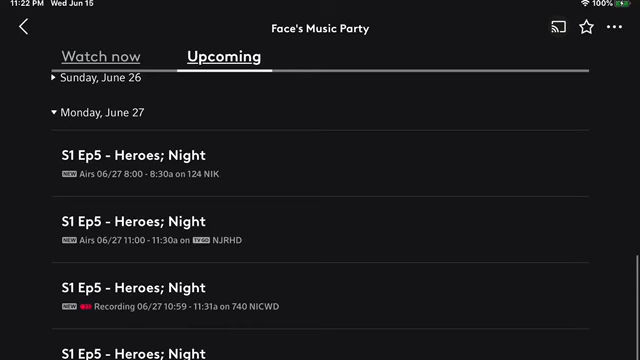 11:22 PM Wed Jun 15
100%
Face's Music Party
Watch now Upcoming
Sunday, June 26
Monday, June 27
S1 Ep5 - Heroes; Night
NEW Airs 06/27 8:00 - 8:30a on 124 NIK
S1 Ep5 - Heroes; Night
NEW Airs 06/27 11:00 - 11:30a on TV GO NJRHD
S1 Ep5 - Heroes; Night
NEW Recording 06/27 10:59 - 11:31a on 740 NICWD
S1 Ep5 - Heroes; Night